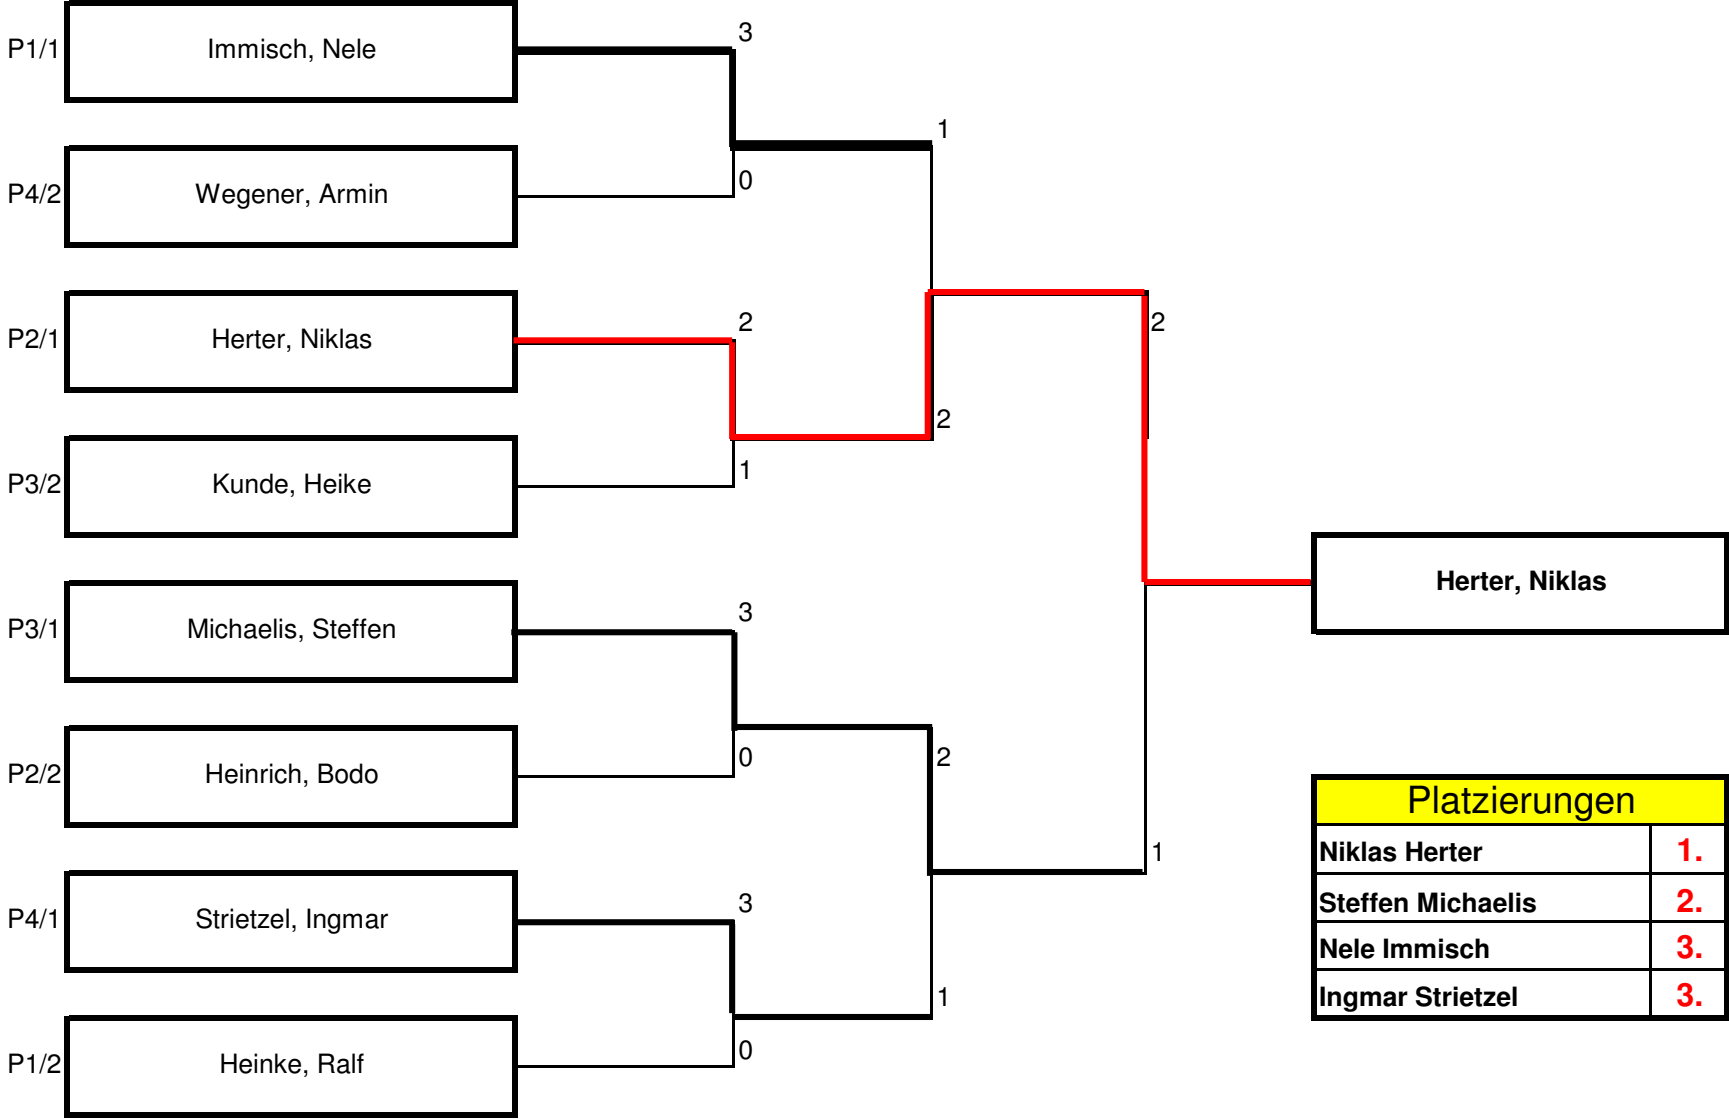 P1/1 Immisch, Nele 3
1
P4/2 Wegener, Armin 0
P2/1 Herter, Niklas 2
2
2
P3/2 Kunde, Heike 1
Herter, Niklas
P3/1 Michaelis, Steffen 3
P2/2 Heinrich, Bodo 0
2
Platzierungen
Niklas Herter 1.
1
Steffen Michaelis 2.
P4/1 Strietzel, Ingmar 3
Nele Immisch 3.
Ingmar Strietzel 3.
1
P1/2 Heinke, Ralf 0